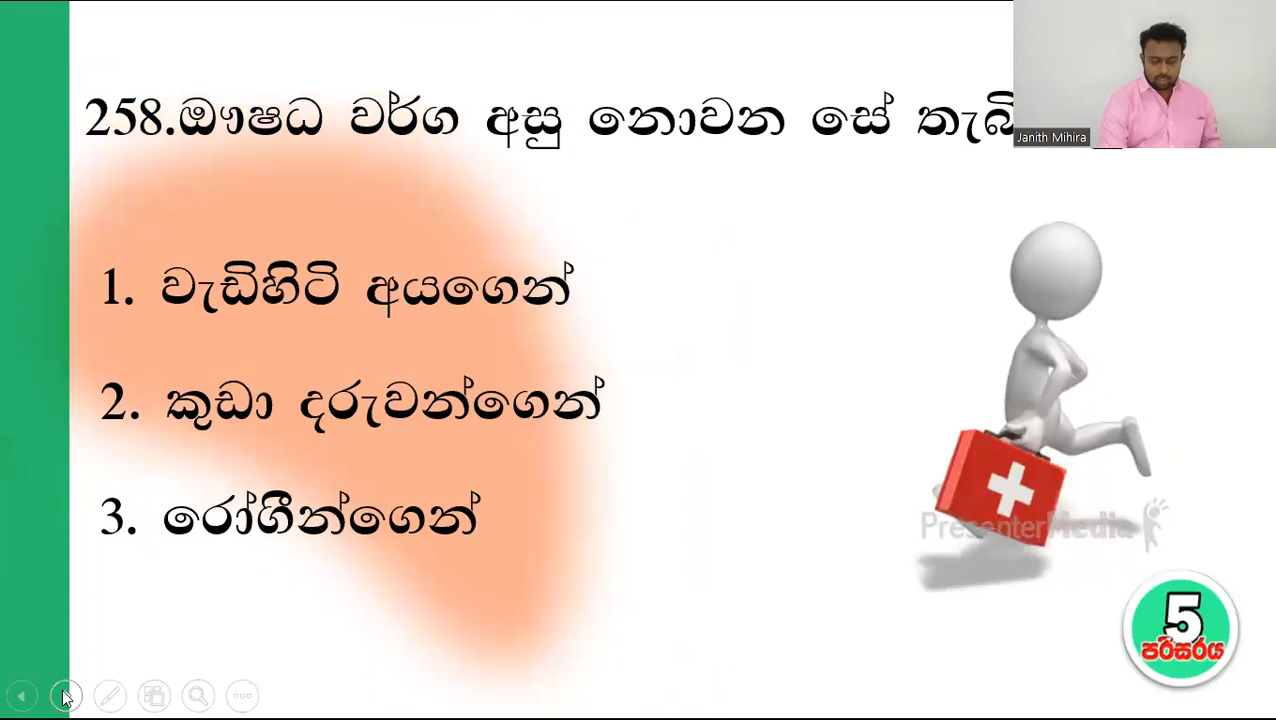 258.ඖෂධ වර්ග අසු නොවන සේ තැබි
Janith Mihira
1. වැඩිහිටි අයගෙන්
2. කුඩා දරුවන්ගෙන්
3. රෝගීන්ගෙන්
PresenterMedia
5
පරිසරය